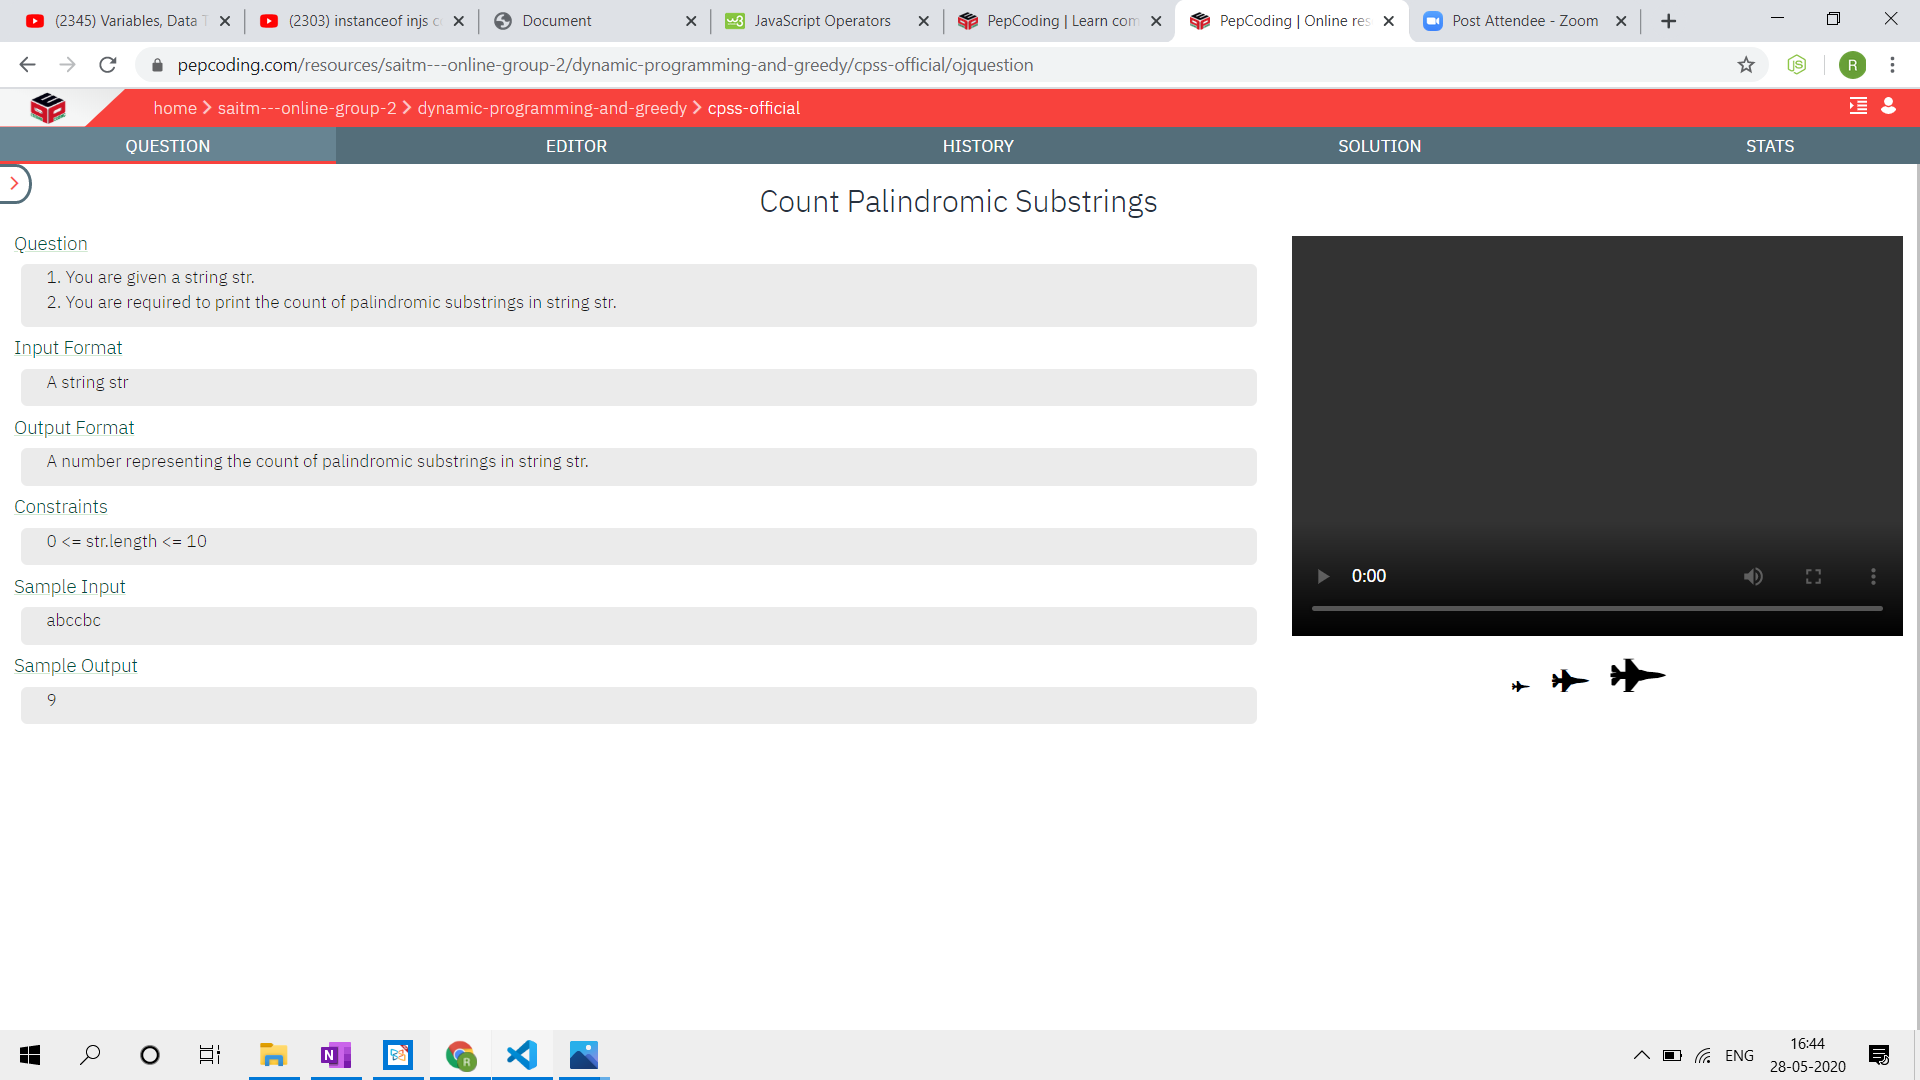 (2345) Variables, Data T
(2303) instanceof injs c
Document
JavaScript Operators
PepCoding | Learn com
PepCoding | Online res
Post Attendee - Zoom
pepcoding.com/resources/saitm---online-group-2/dynamic-programming-and-greedy/cpss-official/ojquestion
R
home > saitm---online-group-2 > dynamic-programming-and-greedy > cpss-official
QUESTION EDITOR HISTORY SOLUTION STATS
Count Palindromic Substrings
Question
1. You are given a string str.
2. You are required to print the count of palindromic substrings in string str.
Input Format
A string str
Output Format
A number representing the count of palindromic substrings in string str.
Constraints
0 <= str.length <= 10
Sample Input
abccbc
Sample Output
9
0:00
ENG
16:44
28-05-2020